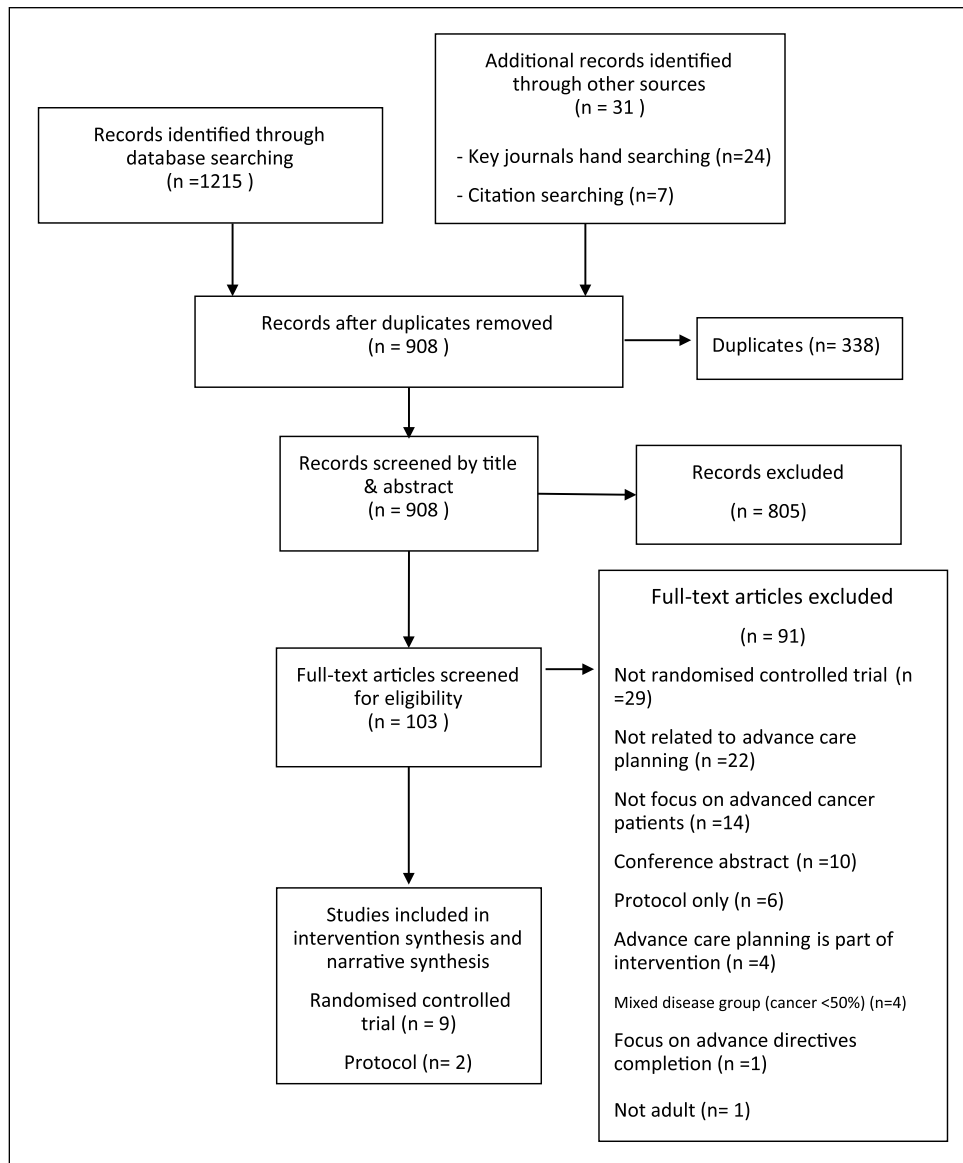 Records identified through
database searching
(n =1215 )
Additional records identified
through other sources
(n = 31 )
- Key journals hand searching (n=24)
- Citation searching (n=7)
Records after duplicates removed
(n = 908 )
Duplicates (n= 338)
Records screened by title
& abstract
(n = 908 )
Records excluded
(n = 805)
Full-text articles screened
for eligibility
(n = 103 )
Full-text articles excluded
(n = 91)
Not randomised controlled trial (n
=29)
Not related to advance care
planning (n =22)
Not focus on advanced cancer
patients (n =14)
Conference abstract (n =10)
Protocol only (n =6)
Advance care planning is part of
intervention (n =4)
Mixed disease group (cancer <50%) (n=4)
Focus on advance directives
completion (n =1)
Not adult (n= 1)
Studies included in
intervention synthesis and
narrative synthesis
Randomised controlled
trial (n = 9)
Protocol (n= 2)